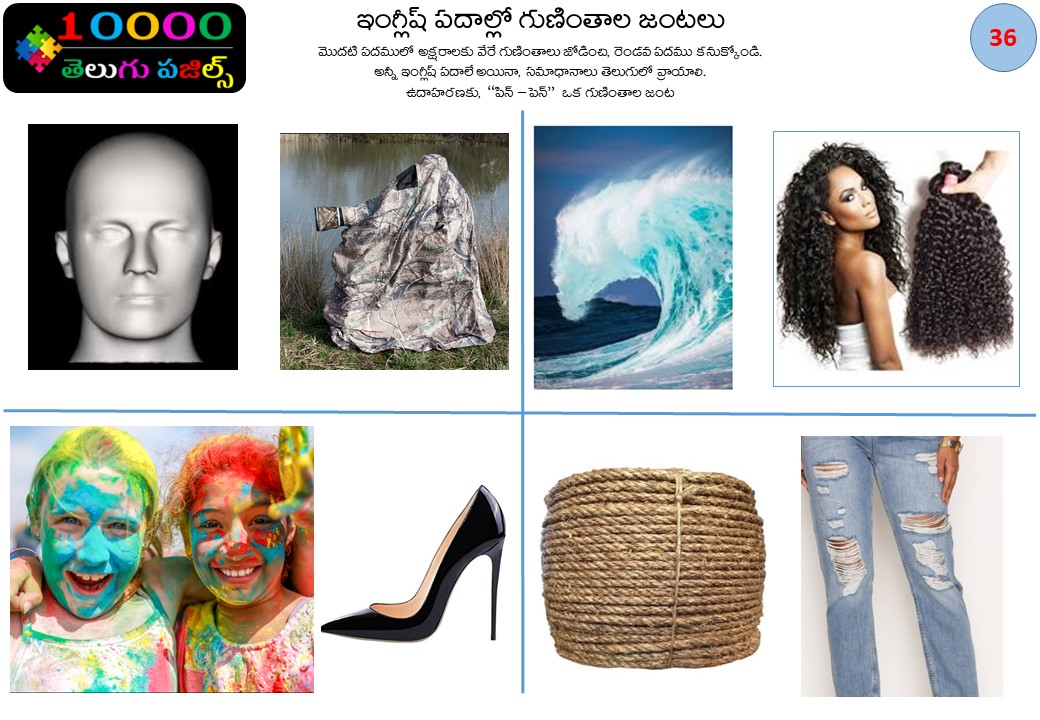 10000
తెలుగు పజిల్స్
ఇంగ్లీష్ పదాల్లో గుణింతాల జంటలు
మొదటి పదములో అక్షరాలకు వేరే గుణింతాలు జోడించి, రెండవ పదము కనుక్కోండి.
అన్నీ ఇంగ్లీష్ పదాలే అయినా, సమాధానాలు తెలుగులో వ్రాయాలి.
ఉదాహరణకు, “పిన్ – పెన్” ఒక గుణింతాల జంట
36